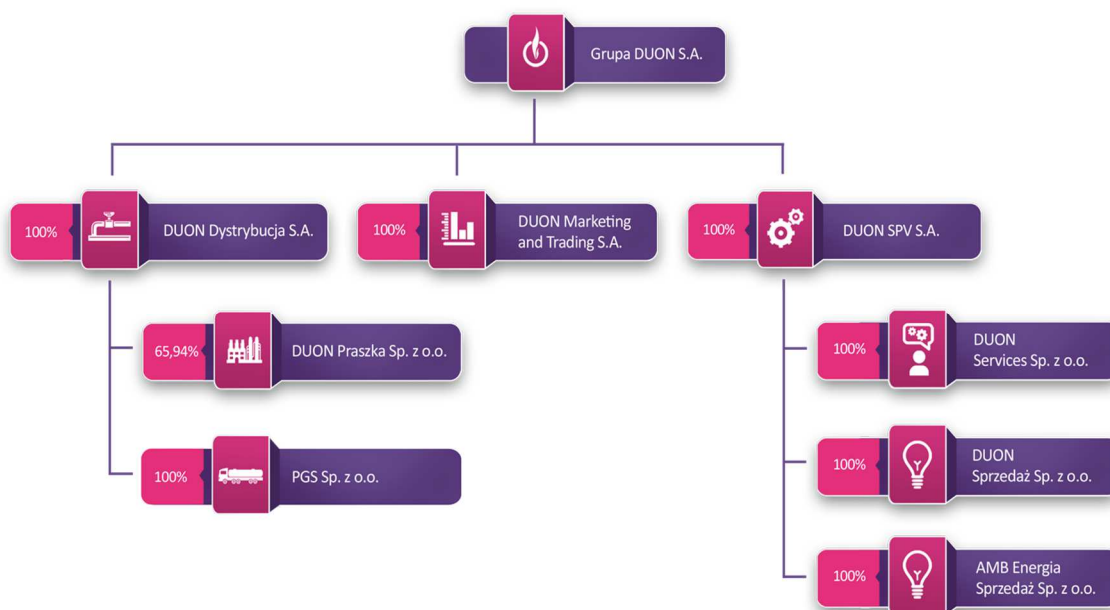 Grupa DUON S.A.
100%
DUON Dystrybucja S.A.
100%
DUON Marketing
and Trading S.A.
100%
DUON SPV S.A.
65,94%
DUON Praszka Sp. z o.o.
100%
PGS Sp. z o.o.
100%
DUON
Services Sp. z o.o.
100%
DUON
Sprzedaż Sp. z o.o.
100%
AMB Energia
Sprzedaż Sp. z o.o.